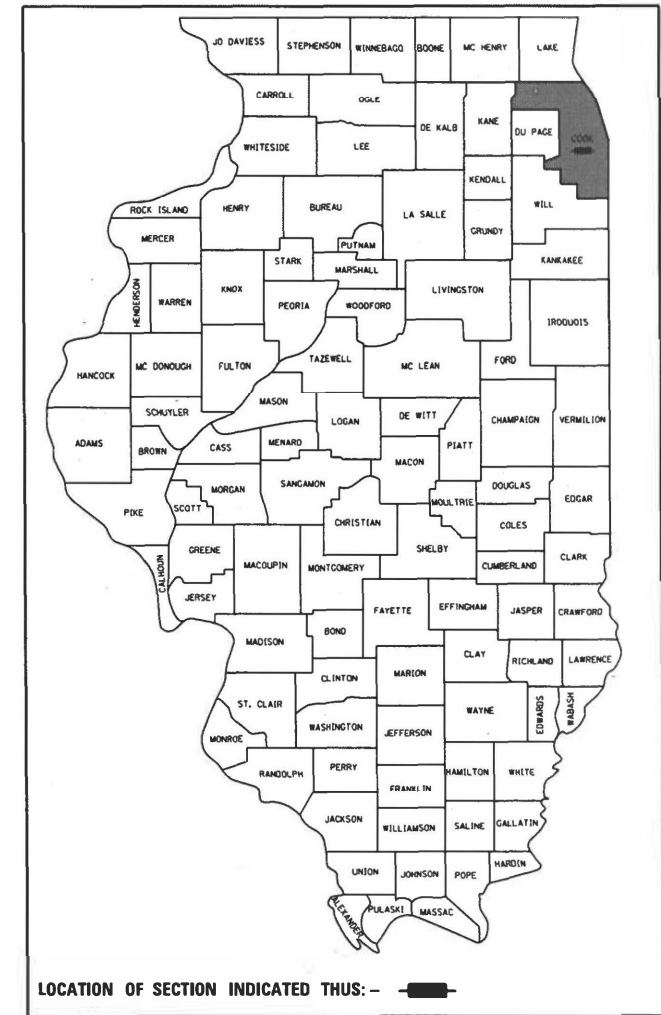 JO DAVIESS STEPHENSON WINNEBAGO BOONE MC HENRY LAKE
CARROLL OGLE DE KALB KANE DU PAGE COOK
WHITESIDE LEE
KENDALL
ROCK ISLAND HENRY BUREAU LA SALLE GRUNDY WILL
MERCER PUTNAM
STARK MARSHALL KANKAKEE
HENDERSON WARREN KNOX PEORIA WOODFORD LIVINGSTON IROQUOIS
HANCOCK MC DONOUGH FULTON TAZEWELL MC LEAN FORD
SCHUYLER MASON LOGAN DE WITT CHAMPAIGN VERMILION
ADAMS BROWN CASS MENARD MACON PIATT
PIKE SCOTT MORGAN SANGAMON CHRISTIAN MOULTRIE DOUGLAS EDGAR
COLES
CALHOUN GREENE MACOUPIN MONTGOMERY SHELBY CUMBERLAND CLARK
JERSEY FAYETTE EFFINGHAM JASPER CRAWFORD
MADISON BOND
CLINTON MARION CLAY RICHLAND LAWRENCE
ST. CLAIR WASHINGTON JEFFERSON WAYNE EDWARDS WABASH
MONROE
RANDOLPH PERRY FRANKLIN HAMILTON WHITE
JACKSON WILLIAMSON SALINE GALLATIN
UNION JOHNSON POPE HARDIN
ALEXANDER PULASKI MASSAC
LOCATION OF SECTION INDICATED THUS: –